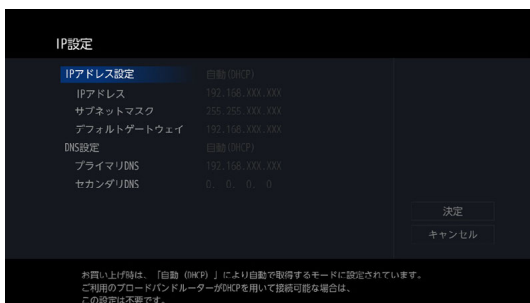 IP設定
IPアドレス設定 自動(DHCP)
IPアドレス 192.168.XXX.XXX
サブネットマスク 255.255.XXX.XXX
デフォルトゲートウェイ 192.168.XXX.XXX
DNS設定 自動(DHCP)
プライマリDNS 192.168.XXX.XXX
セカンダリDNS 0. 0. 0. 0
決定
キャンセル
お買い上げ時は、「自動（DHCP）」により自動で取得するモードに設定されています。
ご利用のブロードバンドルーターがDHCPを用いて接続可能な場合は、
この設定は不要です。